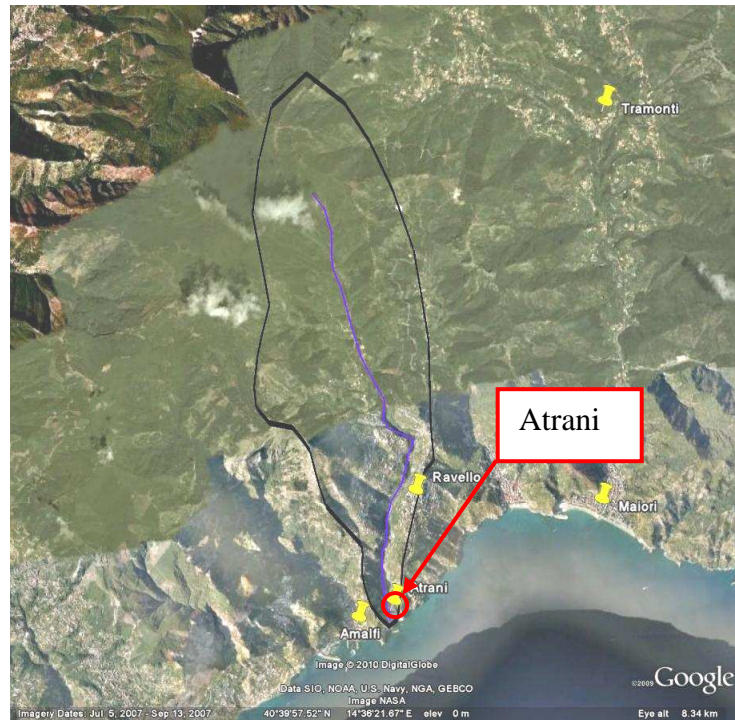 Tramonti
Atrani
Ravello
Maiori
Atrani
Amalfi
Image © 2010 DigitalGlobe
Data SIO, NOAA, U.S. Navy, NGA, GEBCO
Image NASA
©2009 Google
Imagery Dates: Jul 5, 2007 - Sep 13, 2007 40°39'57.52" N 14°36'21.67" E elev 0 m Eye alt 8.34 km